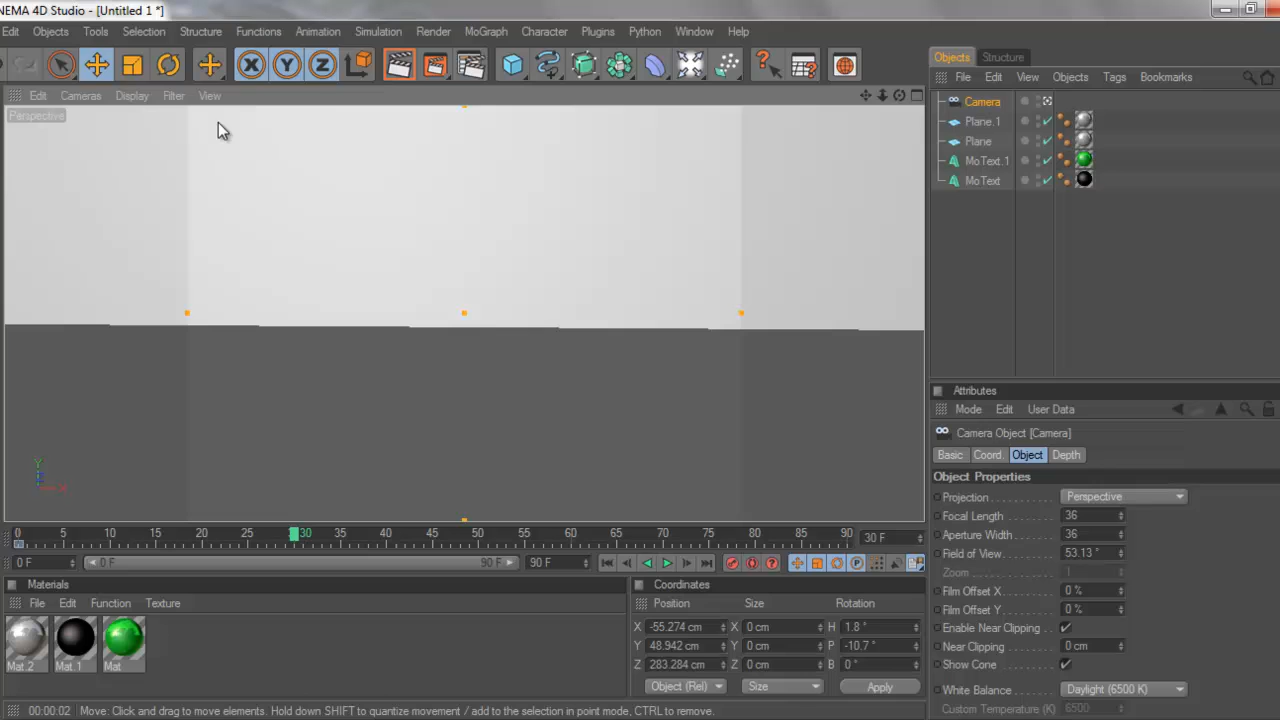 NEMA 4D Studio - [Untitled 1 *]
Edit Objects Tools Selection Structure Functions Animation Simulation Render MoGraph Character Plugins Python Window Help
Objects Structure
File Edit View Objects Tags Bookmarks
Edit Cameras Display Filter View
Perspective
Camera
Plane.1
Plane
MoText.1
MoText
Y
X
Attributes
Mode Edit User Data
Camera Object [Camera]
Basic Coord. Object Depth
Object Properties
Projection Perspective
Focal Length 36
Aperture Width 36
Field of View 53.13 °
Zoom 1
Film Offset X 0 %
Film Offset Y 0 %
Enable Near Clipping
Near Clipping 0 cm
Show Cone
White Balance Daylight (6500 K)
Custom Temperature (K) 6500
0 5 10 15 20 25 30 35 40 45 50 55 60 65 70 75 80 85 90 30 F
0 F 0 F 90 F 90 F
Materials
File Edit Function Texture
Mat.2 Mat.1 Mat
Coordinates
Position Size Rotation
X -55.274 cm X 0 cm H 1.8 °
Y 48.942 cm Y 0 cm P -10.7 °
Z 283.284 cm Z 0 cm B 0 °
Object (Rel) Size Apply
00:00:02 Move: Click and drag to move elements. Hold down SHIFT to quantize movement / add to the selection in point mode, CTRL to remove.